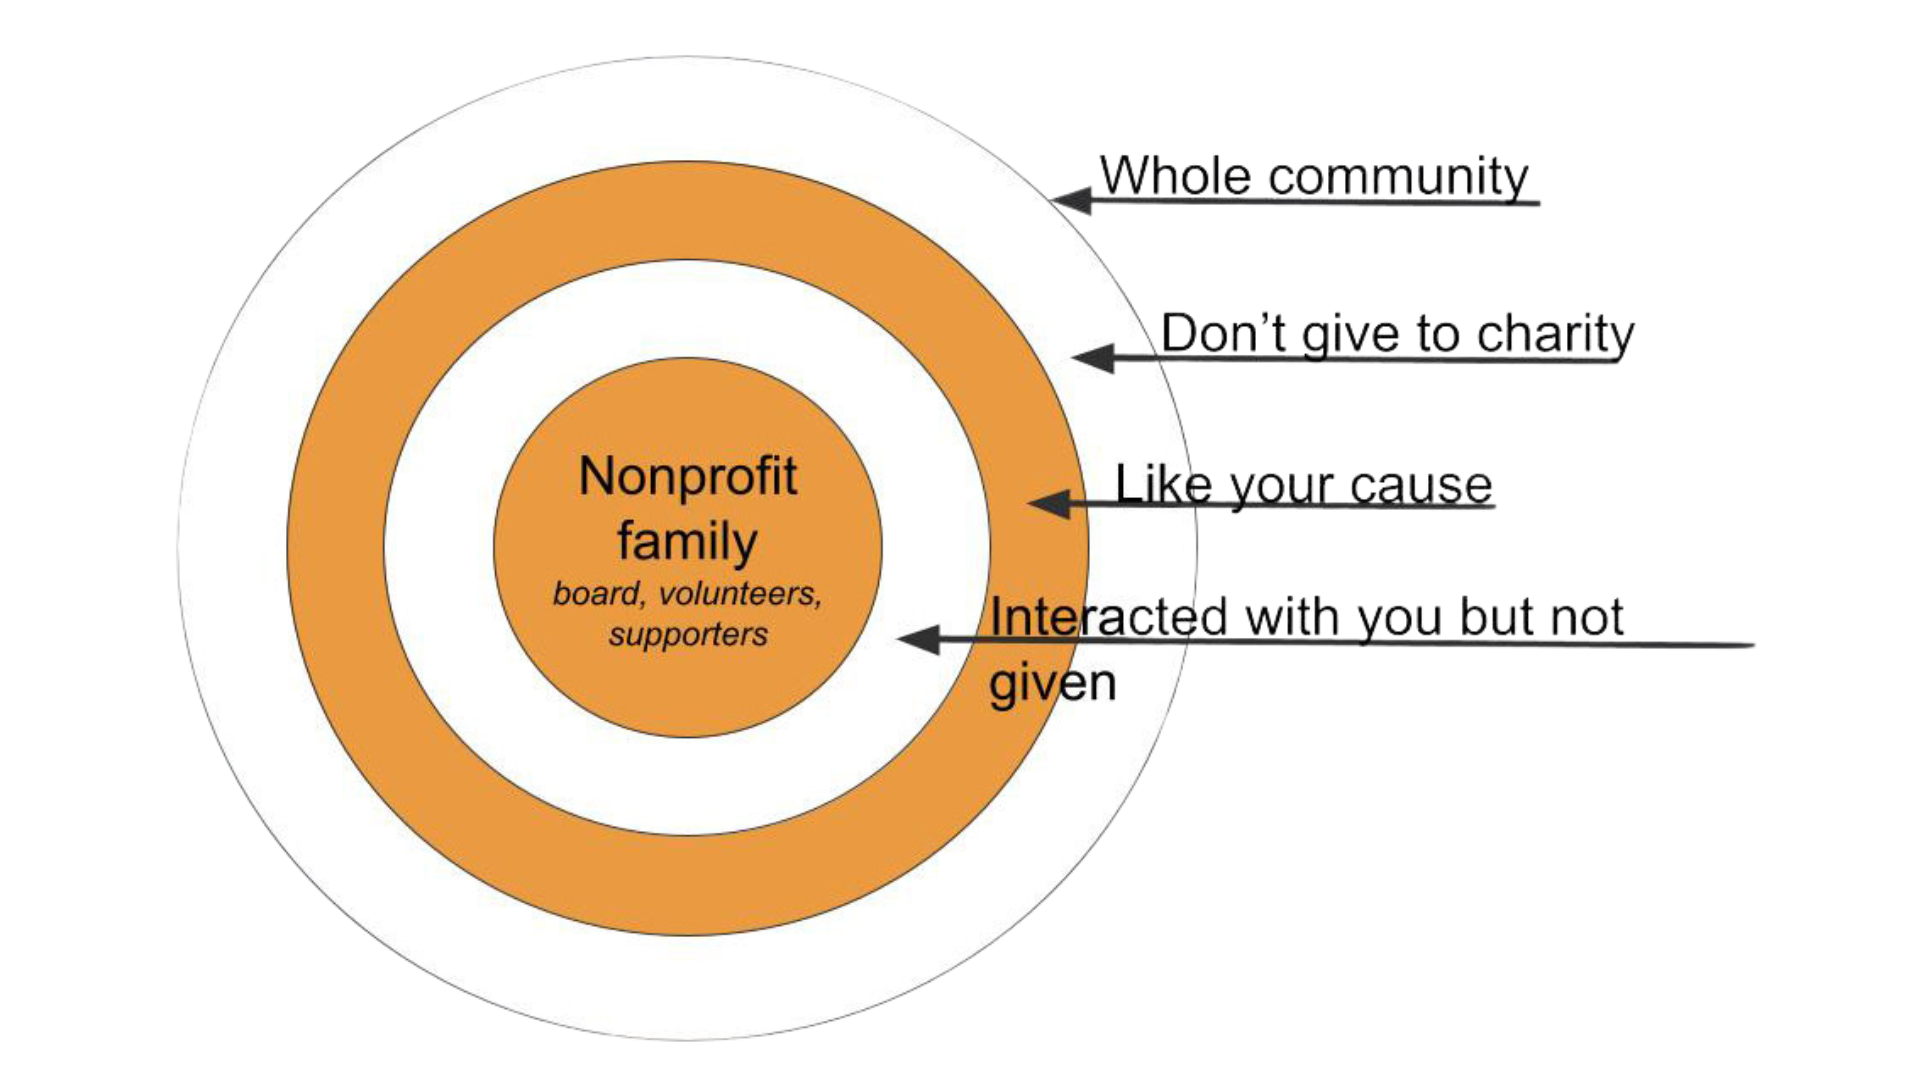 Whole community
Don’t give to charity
Like your cause
Nonprofit
family
board, volunteers,
supporters
Interacted with you but not
given